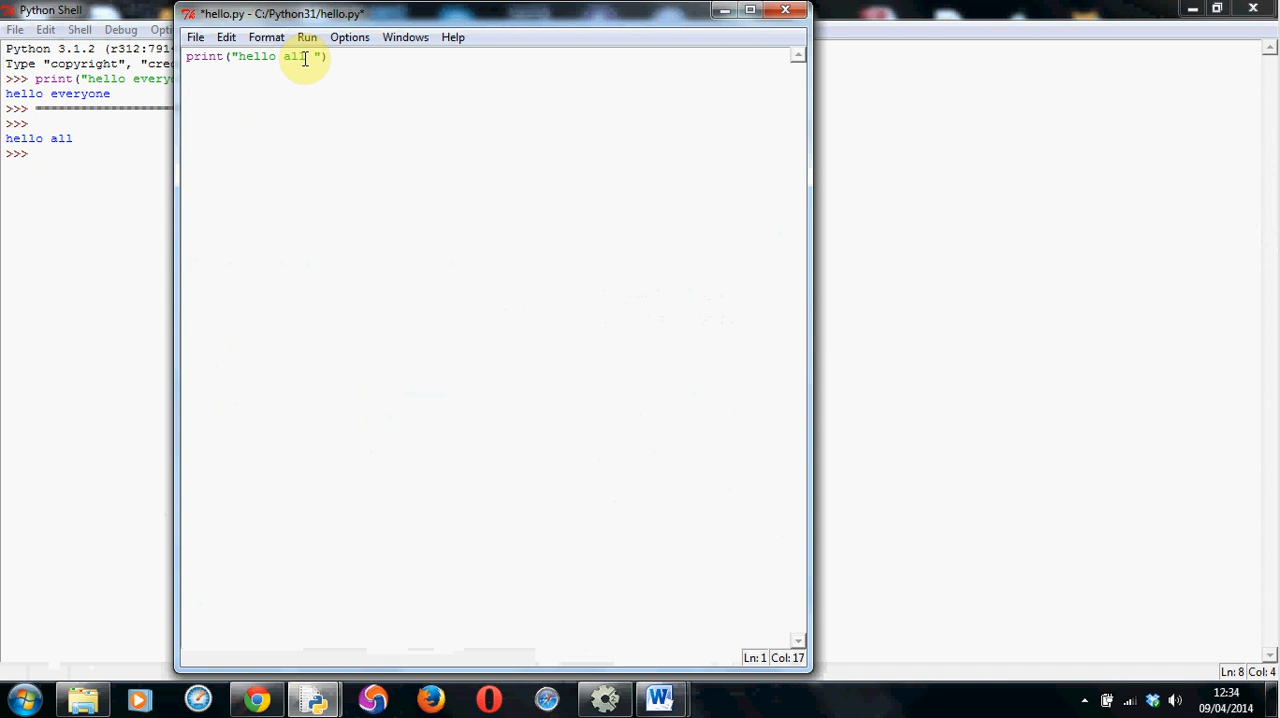 Python Shell
File Edit Shell Debug
Python 3.1.2 (r312:791
Type "copyright", "cre
>>> print("hello every
hello everyone
>>> ======================
>>>
hello all
>>>
*hello.py - C:/Python31/hello.py*
File Edit Format Run Options Windows Help
print("hello all ")
Ln: 1 Col: 17
Ln: 8 Col: 4
12:34
09/04/2014